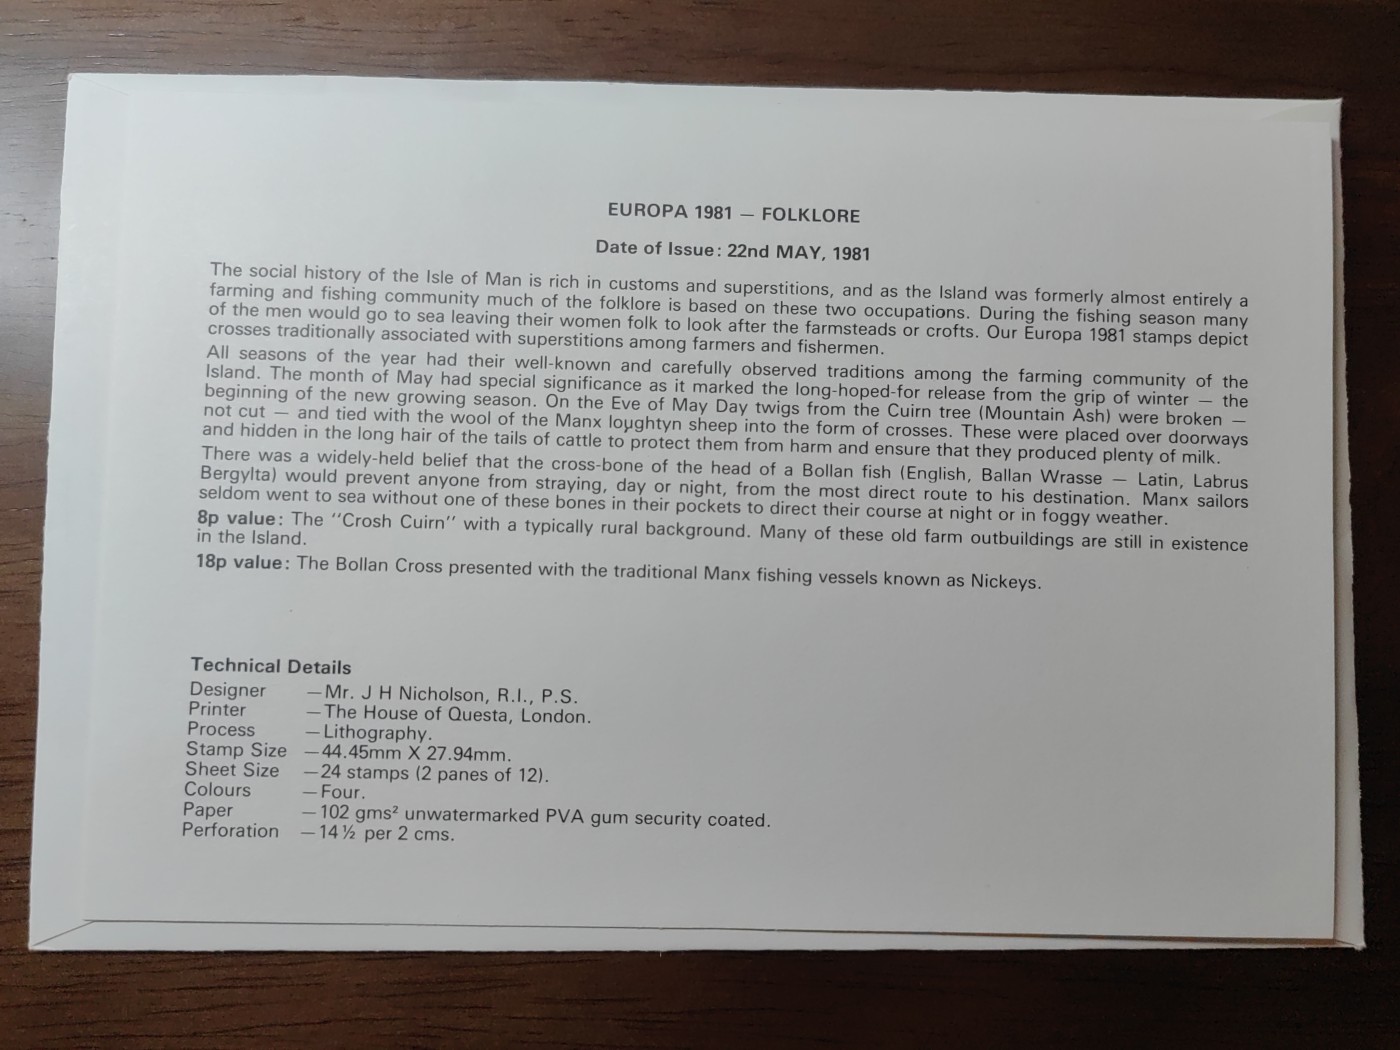 EUROPA 1981 — FOLKLORE
Date of Issue: 22nd MAY, 1981
The social history of the Isle of Man is rich in customs and superstitions, and as the Island was formerly almost entirely a
farming and fishing community much of the folklore is based on these two occupations. During the fishing season many
of the men would go to sea leaving their women folk to look after the farmsteads or crofts. Our Europa 1981 stamps depict
crosses traditionally associated with superstitions among farmers and fishermen.
All seasons of the year had their well-known and carefully observed traditions among the farming community of the
Island. The month of May had special significance as it marked the long-hoped-for release from the grip of winter — the
beginning of the new growing season. On the Eve of May Day twigs from the Cuirn tree (Mountain Ash) were broken —
not cut — and tied with the wool of the Manx loyghtyn sheep into the form of crosses. These were placed over doorways
and hidden in the long hair of the tails of cattle to protect them from harm and ensure that they produced plenty of milk.
There was a widely-held belief that the cross-bone of the head of a Bollan fish (English, Ballan Wrasse — Latin, Labrus
Bergylta) would prevent anyone from straying, day or night, from the most direct route to his destination. Manx sailors
seldom went to sea without one of these bones in their pockets to direct their course at night or in foggy weather.
8p value: The "Crosh Cuirn" with a typically rural background. Many of these old farm outbuildings are still in existence
in the Island.
18p value: The Bollan Cross presented with the traditional Manx fishing vessels known as Nickeys.
Technical Details
Designer — Mr. J H Nicholson, R.I., P.S.
Printer — The House of Questa, London.
Process — Lithography.
Stamp Size — 44.45mm X 27.94mm.
Sheet Size — 24 stamps (2 panes of 12).
Colours — Four.
Paper — 102 gms² unwatermarked PVA gum security coated.
Perforation — 14½ per 2 cms.